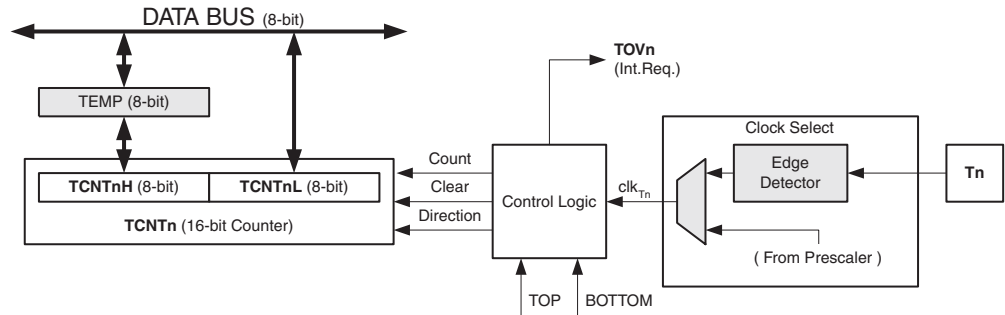 DATA BUS (8-bit)
TOVn
(Int.Req.)
TEMP (8-bit)
Clock Select
Count
Edge
Detector
Tn
TCNTnH (8-bit) TCNTnL (8-bit)
Clear
Control Logic
clkTn
TCNTn (16-bit Counter)
Direction
( From Prescaler )
TOP
BOTTOM